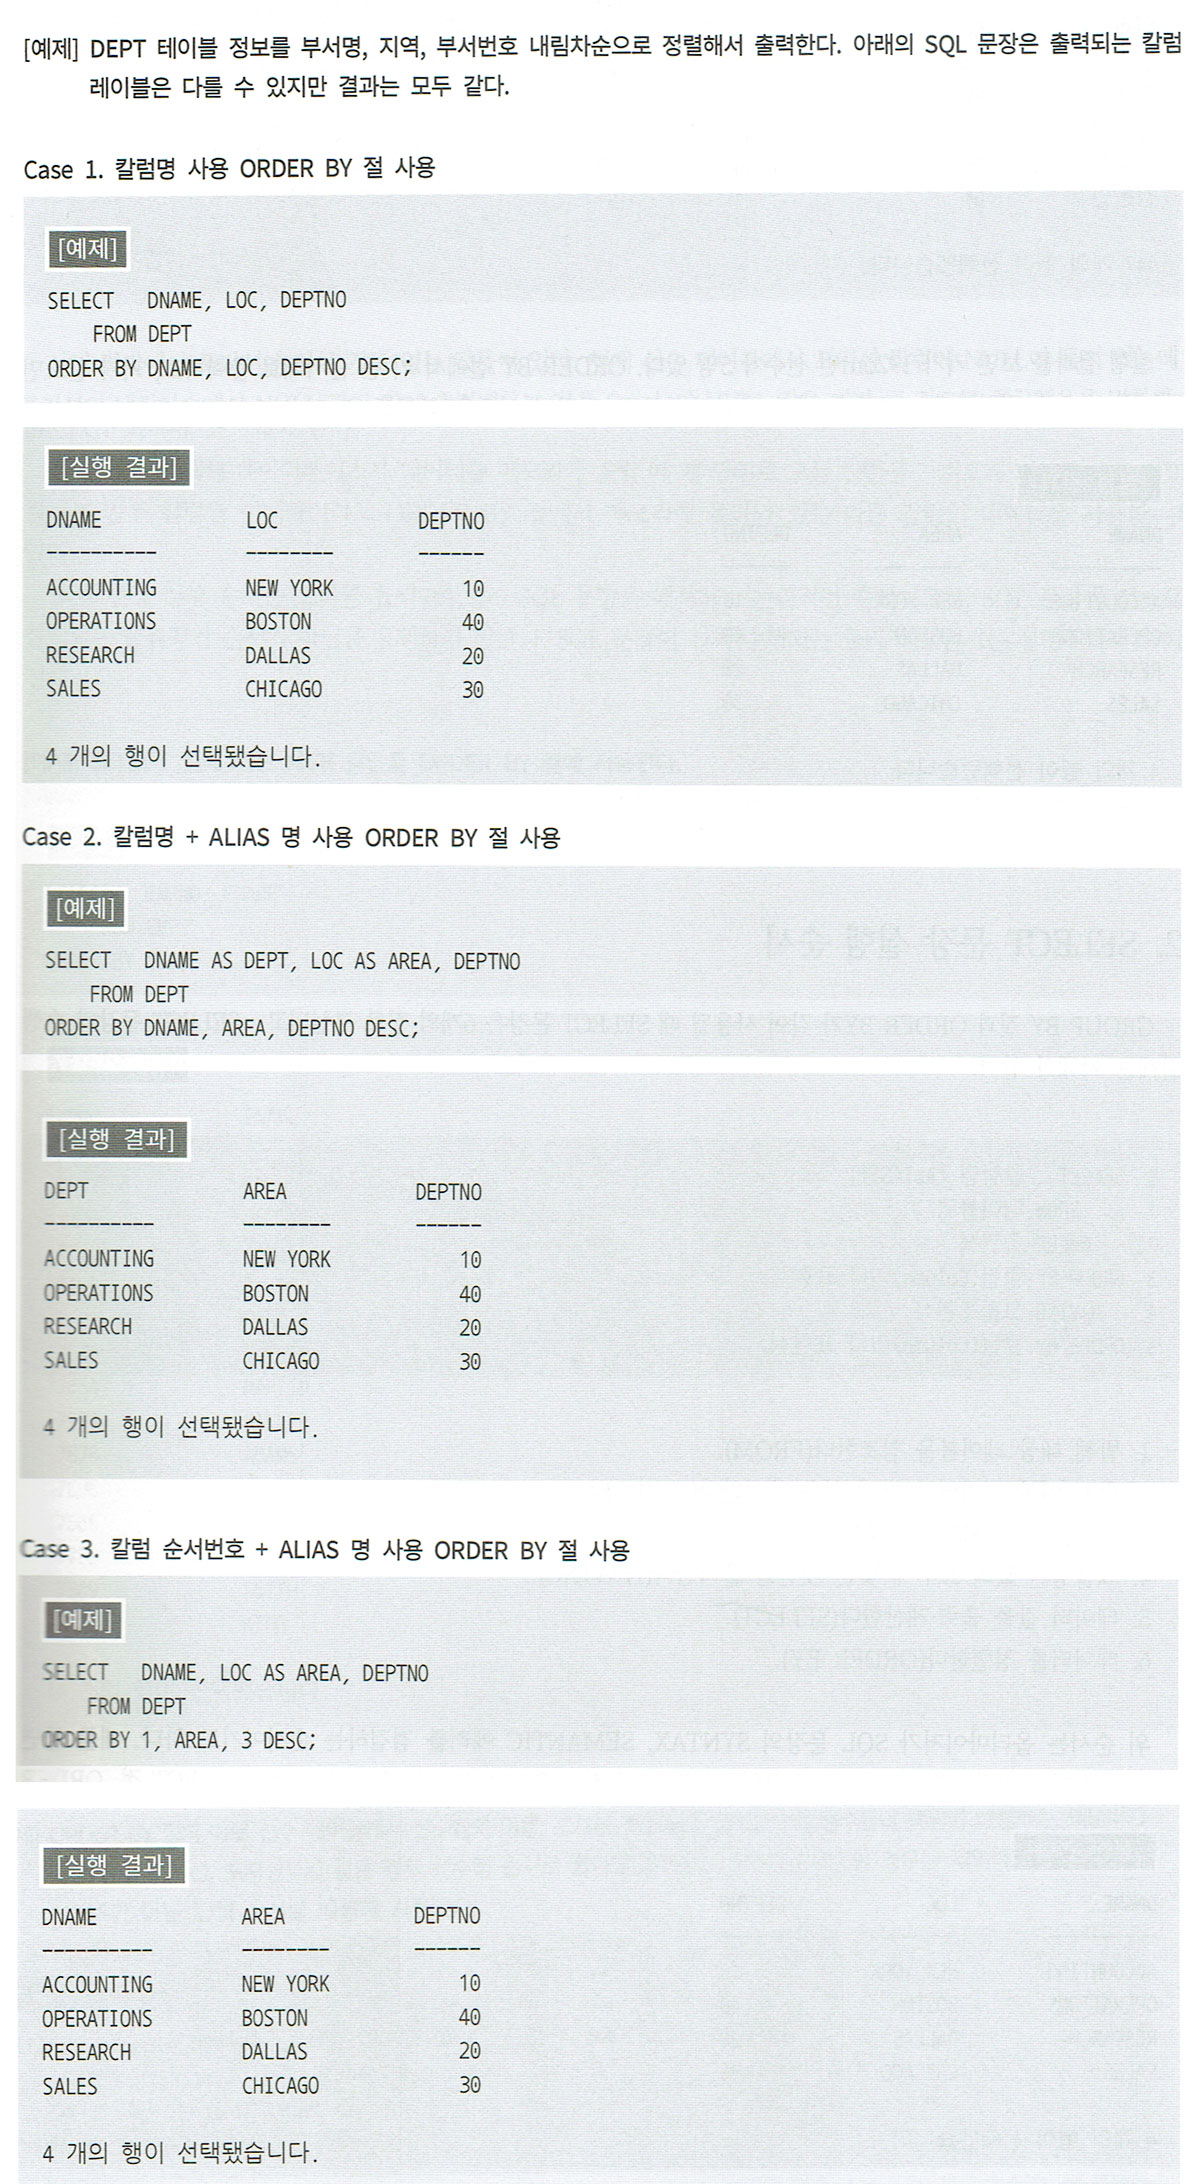 [예제] DEPT 테이블 정보를 부서명, 지역, 부서번호 내림차순으로 정렬해서 출력한다. 아래의 SQL 문장은 출력되는 칼럼
레이블은 다를 수 있지만 결과는 모두 같다.
Case 1. 칼럼명 사용 ORDER BY 절 사용
[예제]
SELECT DNAME, LOC, DEPTNO
FROM DEPT
ORDER BY DNAME, LOC, DEPTNO DESC;
[실행 결과]
DNAME LOC DEPTNO
---------- -------- ------
ACCOUNTING NEW YORK 10
OPERATIONS BOSTON 40
RESEARCH DALLAS 20
SALES CHICAGO 30
4 개의 행이 선택됐습니다.
Case 2. 칼럼명 + ALIAS 명 사용 ORDER BY 절 사용
[예제]
SELECT DNAME AS DEPT, LOC AS AREA, DEPTNO
FROM DEPT
ORDER BY DNAME, AREA, DEPTNO DESC;
[실행 결과]
DEPT AREA DEPTNO
---------- -------- ------
ACCOUNTING NEW YORK 10
OPERATIONS BOSTON 40
RESEARCH DALLAS 20
SALES CHICAGO 30
4 개의 행이 선택됐습니다.
Case 3. 칼럼 순서번호 + ALIAS 명 사용 ORDER BY 절 사용
[예제]
SELECT DNAME, LOC AS AREA, DEPTNO
FROM DEPT
ORDER BY 1, AREA, 3 DESC;
[실행 결과]
DNAME AREA DEPTNO
---------- -------- ------
ACCOUNTING NEW YORK 10
OPERATIONS BOSTON 40
RESEARCH DALLAS 20
SALES CHICAGO 30
4 개의 행이 선택됐습니다.